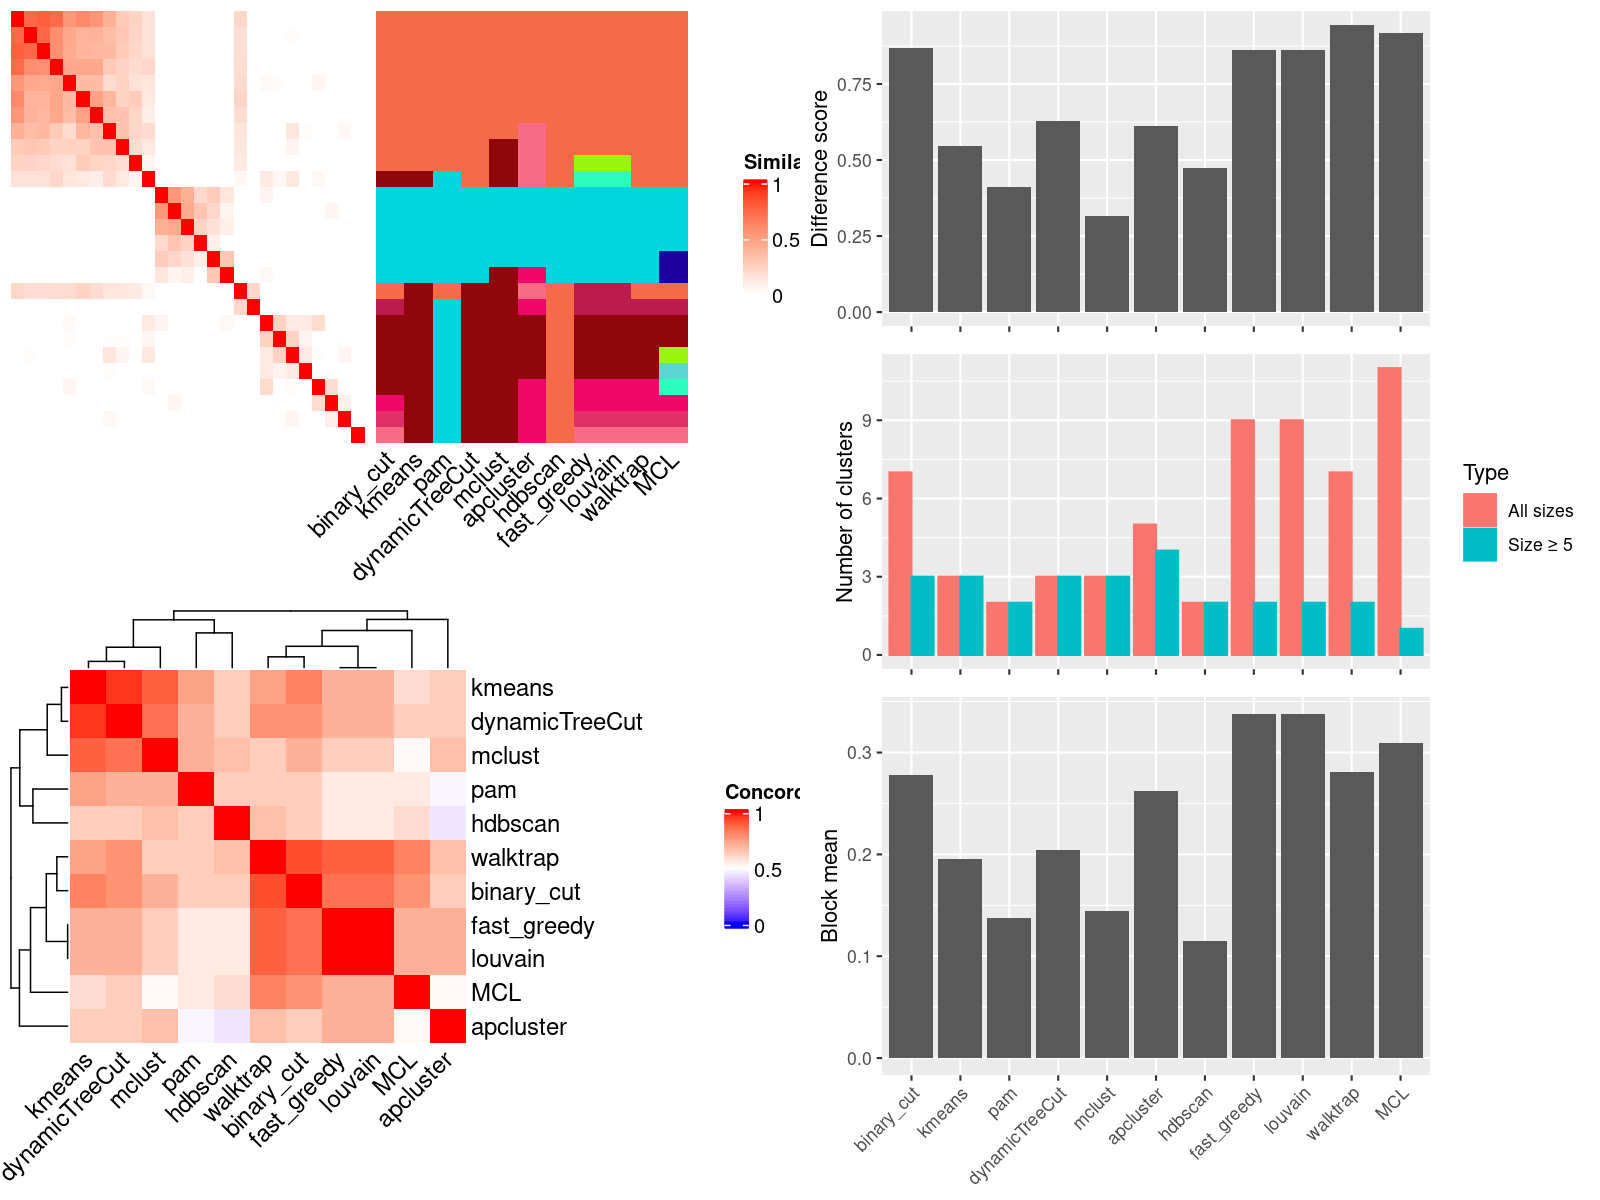 Simila
1
0.5
0
binary_cut
kmeans
pam
dynamicTreeCut
mclust
apcluster
hdbscan
fast_greedy
louvain
walktrap
MCL
Difference score
0.75
0.50
0.25
0.00
Number of clusters
9
6
3
0
Type
All sizes
Size ≥ 5
kmeans
dynamicTreeCut
mclust
pam
hdbscan
walktrap
binary_cut
fast_greedy
louvain
MCL
apcluster
kmeans
dynamicTreeCut
mclust
pam
hdbscan
walktrap
binary_cut
fast_greedy
louvain
MCL
apcluster
Concord
1
0.5
0
Block mean
0.3
0.2
0.1
0.0
binary_cut
kmeans
pam
dynamicTreeCut
mclust
apcluster
hdbscan
fast_greedy
louvain
walktrap
MCL